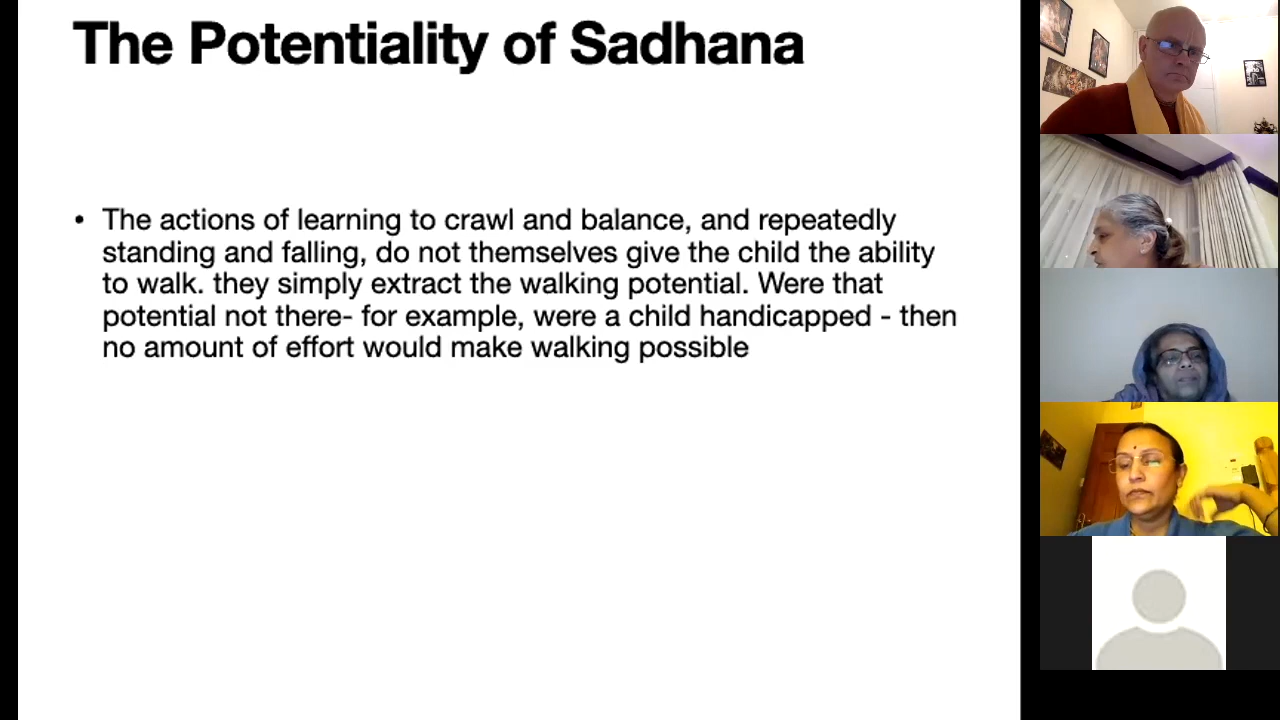 The Potentiality of Sadhana
• The actions of learning to crawl and balance, and repeatedly
standing and falling, do not themselves give the child the ability
to walk. they simply extract the walking potential. Were that
potential not there- for example, were a child handicapped - then
no amount of effort would make walking possible